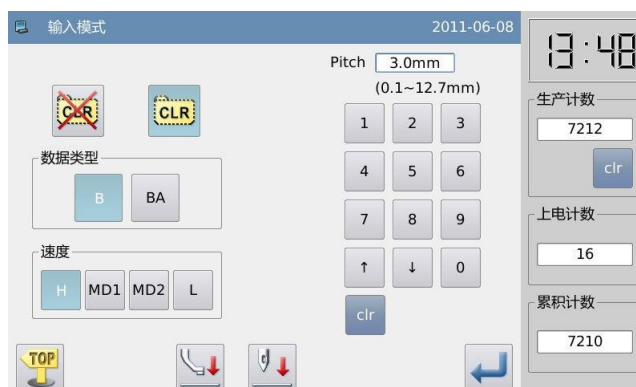 输入模式 2011-06-08
13:48
Pitch 3.0mm
(0.1~12.7mm)
CLR CLR
数据类型
B BA
速度
H MD1 MD2 L
1 2 3
4 5 6
7 8 9
↑ ↓ 0
clr
生产计数
7212
clr
上电计数
16
累积计数
7210
TOP